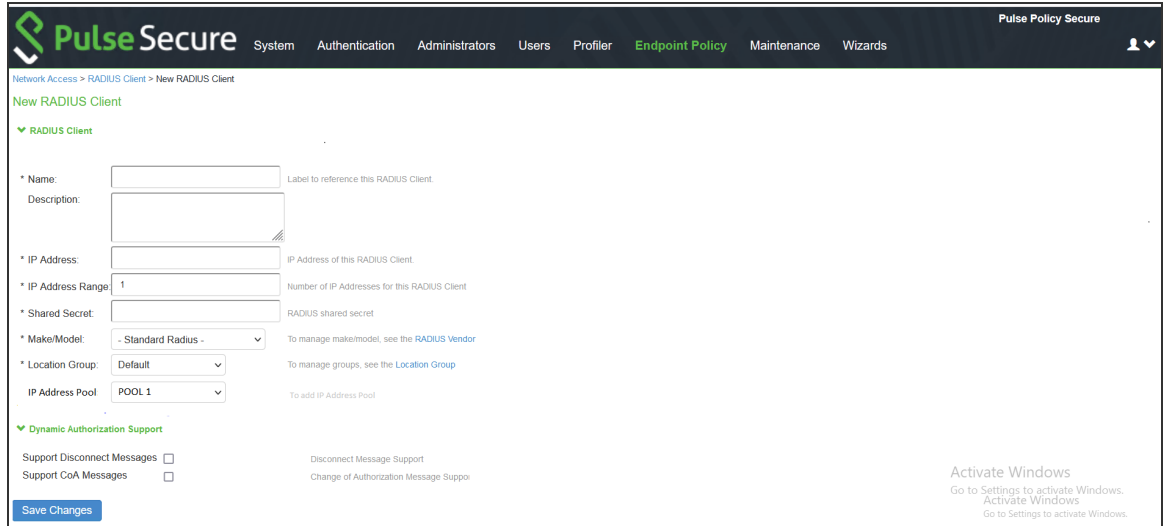 Pulse Policy Secure
Pulse Secure System Authentication Administrators Users Profiler Endpoint Policy Maintenance Wizards
Network Access > RADIUS Client > New RADIUS Client
New RADIUS Client
RADIUS Client
* Name: Label to reference this RADIUS Client.
Description:
* IP Address: IP Address of this RADIUS Client.
* IP Address Range: 1 Number of IP Addresses for this RADIUS Client
* Shared Secret: RADIUS shared secret
* Make/Model: - Standard Radius - To manage make/model, see the RADIUS Vendor
* Location Group: Default To manage groups, see the Location Group
IP Address Pool POOL 1 To add IP Address Pool
Dynamic Authorization Support
Support Disconnect Messages Disconnect Message Support
Support CoA Messages Change of Authorization Message Suppor
Save Changes
Activate Windows
Go to Settings to activate Windows.
Activate Windows
Go to Settings to activate Windows.